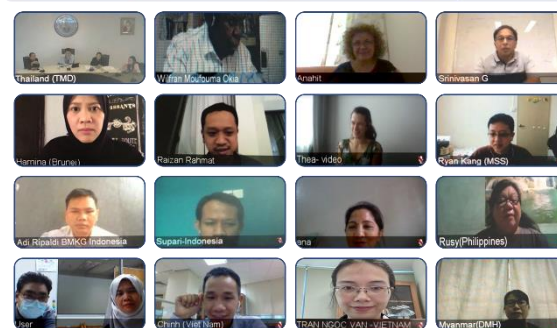 Thailand (TMD)
Wilfran Moufouma Okia
Anahit
Srinivasan G
Hamina (Brunei)
Raizan Rahmat
Thea- video
Ryan Kang (MSS)
Adi Ripaldi BMKG Indonesia
Supari-Indonesia
ana
Rusy(Philippines)
User
Chinh (Viet Nam)
TRAN NGOC VAN -VIETNAM
Myanmar(DMH)